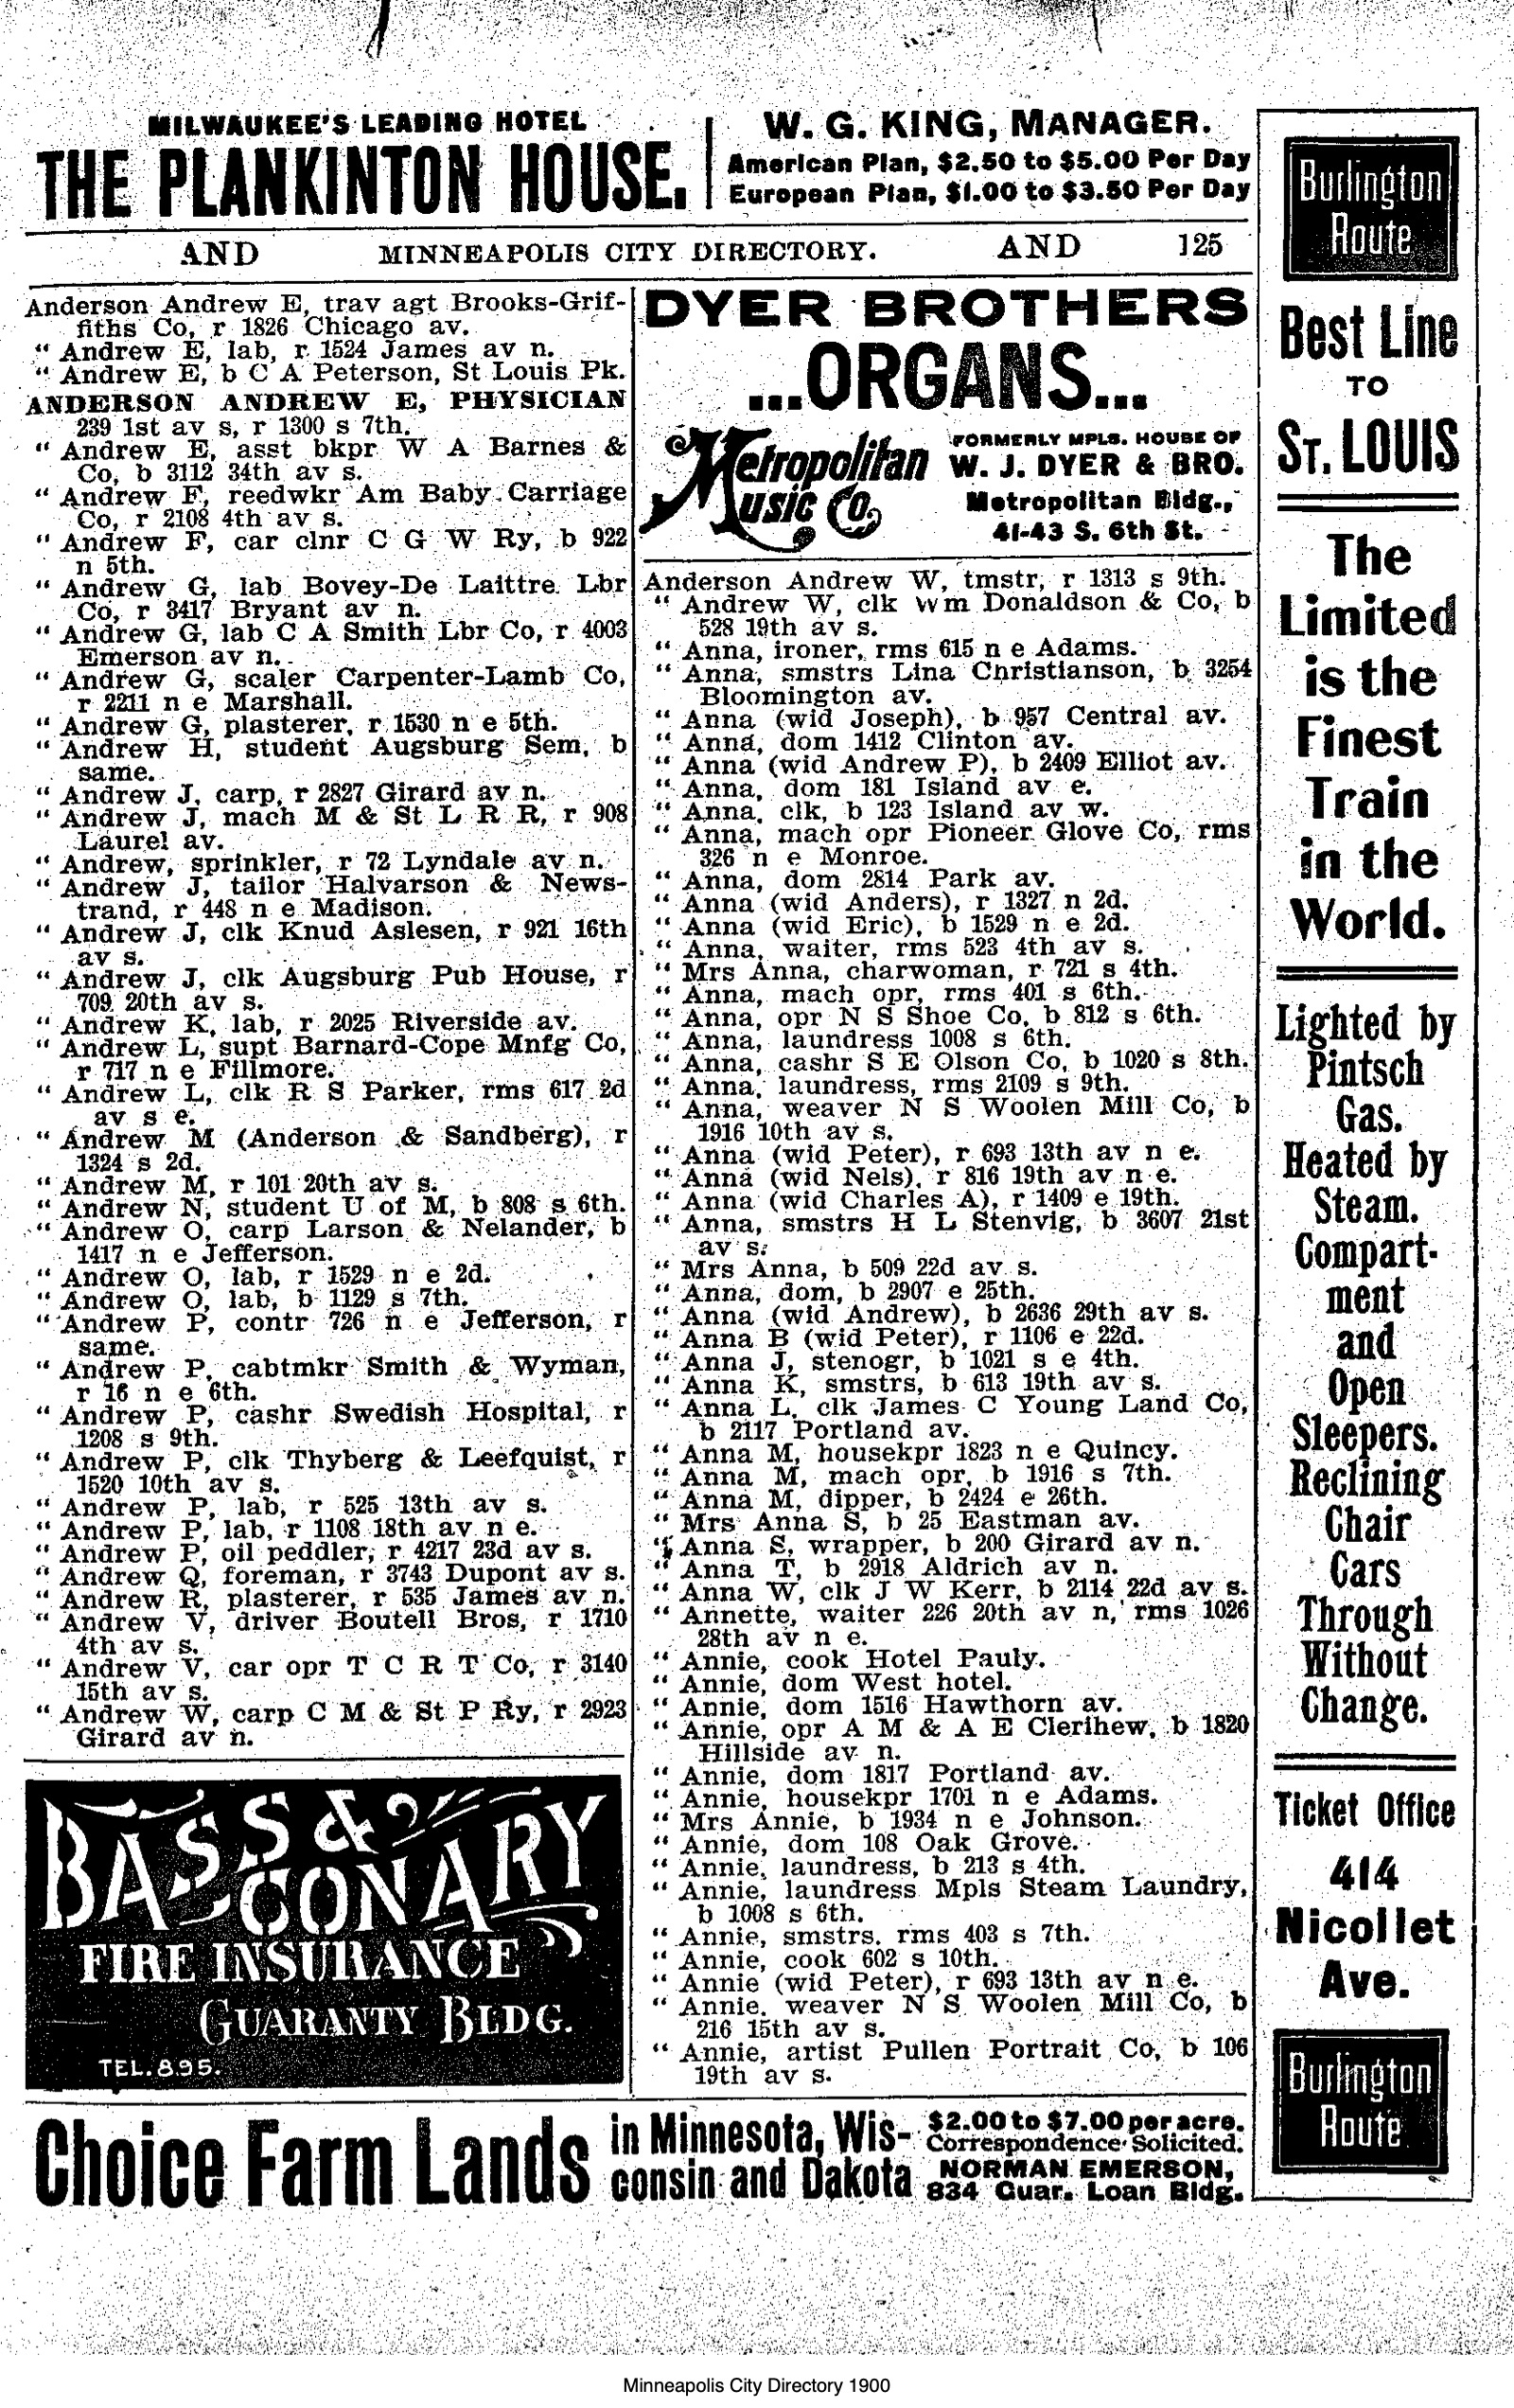 MILWAUKEE'S LEADING HOTEL
THE PLANKINTON HOUSE.
W. G. KING, MANAGER.
American Plan, $2.50 to $5.00 Per Day
European Plan, $1.00 to $3.50 Per Day
AND MINNEAPOLIS CITY DIRECTORY. AND 125
Anderson Andrew E, trav agt Brooks-Grif-
fiths Co, r 1826 Chicago av.
" Andrew E, lab, r 1524 James av n.
" Andrew E, b C A Peterson, St Louis Pk.
ANDERSON ANDREW E, PHYSICIAN
239 1st av s, r 1300 s 7th.
" Andrew E, asst bkpr W A Barnes &
Co, b 3112 34th av s.
" Andrew F, reedwkr Am Baby Carriage
Co, r 2108 4th av s.
" Andrew F, car clnr C G W Ry, b 922
n 5th.
" Andrew G, lab Bovey-De Laittre Lbr
Co, r 3417 Bryant av n.
" Andrew G, lab C A Smith Lbr Co, r 4003
Emerson av n.
" Andrew G, scaler Carpenter-Lamb Co,
r 2211 n e Marshall.
" Andrew G, plasterer, r 1530 n e 5th.
" Andrew H, student Augsburg Sem, b
same.
" Andrew J, carp, r 2827 Girard av n.
" Andrew J, mach M & St L R R, r 908
Laurel av.
" Andrew, sprinkler, r 72 Lyndale av n.
" Andrew J, tailor Halvarson & News-
trand, r 448 n e Madison.
" Andrew J, clk Knud Aslesen, r 921 16th
av s.
" Andrew J, clk Augsburg Pub House, r
709 20th av s.
" Andrew K, lab, r 2025 Riverside av.
" Andrew L, supt Barnard-Cope Mnfg Co,
r 717 n e Fillmore.
" Andrew L, clk R S Parker, rms 617 2d
av s e.
" Andrew M (Anderson & Sandberg), r
1324 s 2d.
" Andrew M, r 101 20th av s.
" Andrew N, student U of M, b 808 s 6th.
" Andrew O, carp Larson & Nelander, b
1417 n e Jefferson.
" Andrew O, lab, r 1529 n e 2d.
" Andrew O, lab, b 1129 s 7th.
" Andrew P, contr 726 n e Jefferson, r
same.
" Andrew P, cabtmkr Smith & Wyman,
r 16 n e 6th.
" Andrew P, cashr Swedish Hospital, r
1208 s 9th.
" Andrew P, clk Thyberg & Leefquist, r
1520 10th av s.
" Andrew P, lab, r 525 13th av s.
" Andrew P, lab, r 1108 18th av n e.
" Andrew P, oil peddler, r 4217 23d av s.
" Andrew Q, foreman, r 3743 Dupont av s.
" Andrew R, plasterer, r 535 James av n.
" Andrew V, driver Boutell Bros, r 1710
4th av s.
" Andrew V, car opr T C R T Co, r 3140
15th av s.
" Andrew W, carp C M & St P Ry, r 2923
Girard av n.
BASS & CONARY
FIRE INSURANCE
GUARANTY BLDG.
TEL. 895.
DYER BROTHERS
...ORGANS...
Metropolitan Music Co.
FORMERLY MPLS. HOUSE OF
W. J. DYER & BRO.
Metropolitan Bldg.,
41-43 S. 6th St.
Anderson Andrew W, tmstr, r 1313 s 9th.
" Andrew W, clk Wm Donaldson & Co, b
528 19th av s.
" Anna, ironer, rms 615 n e Adams.
" Anna, smstrs Lina Christianson, b 3254
Bloomington av.
" Anna (wid Joseph), b 957 Central av.
" Anna, dom 1412 Clinton av.
" Anna (wid Andrew P), b 2409 Elliot av.
" Anna, dom 181 Island av e.
" Anna, clk, b 123 Island av w.
" Anna, mach opr Pioneer Glove Co, rms
326 n e Monroe.
" Anna, dom 2814 Park av.
" Anna (wid Anders), r 1327 n 2d.
" Anna (wid Eric), b 1529 n e 2d.
" Anna, waiter, rms 523 4th av s.
" Mrs Anna, charwoman, r 721 s 4th.
" Anna, mach opr, rms 401 s 6th.
" Anna, opr N S Shoe Co, b 812 s 6th.
" Anna, laundress 1008 s 6th.
" Anna, cashr S E Olson Co, b 1020 s 8th.
" Anna, laundress, rms 2109 s 9th.
" Anna, weaver N S Woolen Mill Co, b
1916 10th av s.
" Anna (wid Peter), r 693 13th av n e.
" Anna (wid Nels), r 816 19th av n e.
" Anna (wid Charles A), r 1409 e 19th.
" Anna, smstrs H L Stenvig, b 3607 21st
av s.
" Mrs Anna, b 509 22d av s.
" Anna, dom, b 2907 e 25th.
" Anna (wid Andrew), b 2636 29th av s.
" Anna B (wid Peter), r 1106 e 22d.
" Anna J, stenogr, b 1021 s e 4th.
" Anna K, smstrs, b 613 19th av s.
" Anna L, clk James C Young Land Co,
b 2117 Portland av.
" Anna M, housekpr 1823 n e Quincy.
" Anna M, mach opr, b 1916 s 7th.
" Anna M, dipper, b 2424 e 26th.
" Mrs Anna S, b 25 Eastman av.
" Anna S, wrapper, b 200 Girard av n.
" Anna T, b 2918 Aldrich av n.
" Anna W, clk J W Kerr, b 2114 22d av s.
" Annette, waiter 226 20th av n, rms 1026
28th av n e.
" Annie, cook Hotel Pauly.
" Annie, dom West hotel.
" Annie, dom 1516 Hawthorn av.
" Annie, opr A M & A E Clerihew, b 1820
Hillside av n.
" Annie, dom 1817 Portland av.
" Annie, housekpr 1701 n e Adams.
" Mrs Annie, b 1934 n e Johnson.
" Annie, dom 108 Oak Grove.
" Annie, laundress, b 213 s 4th.
" Annie, laundress Mpls Steam Laundry,
b 1008 s 6th.
" Annie, smstrs, rms 403 s 7th.
" Annie, cook 602 s 10th.
" Annie (wid Peter), r 693 13th av n e.
" Annie, weaver N S Woolen Mill Co, b
216 15th av s.
" Annie, artist Pullen Portrait Co, b 106
19th av s.
Burlington
Route
Best Line
TO
ST. LOUIS
The
Limited
is the
Finest
Train
in the
World.
Lighted by
Pintsch
Gas.
Heated by
Steam.
Compart-
ment
and
Open
Sleepers.
Reclining
Chair
Cars
Through
Without
Change.
Ticket Office
414
Nicollet
Ave.
Burlington
Route
Choice Farm Lands
in Minnesota, Wis-
consin and Dakota
$2.00 to $7.00 per acre.
Correspondence Solicited.
NORMAN EMERSON,
834 Guar. Loan Bldg.
Minneapolis City Directory 1900